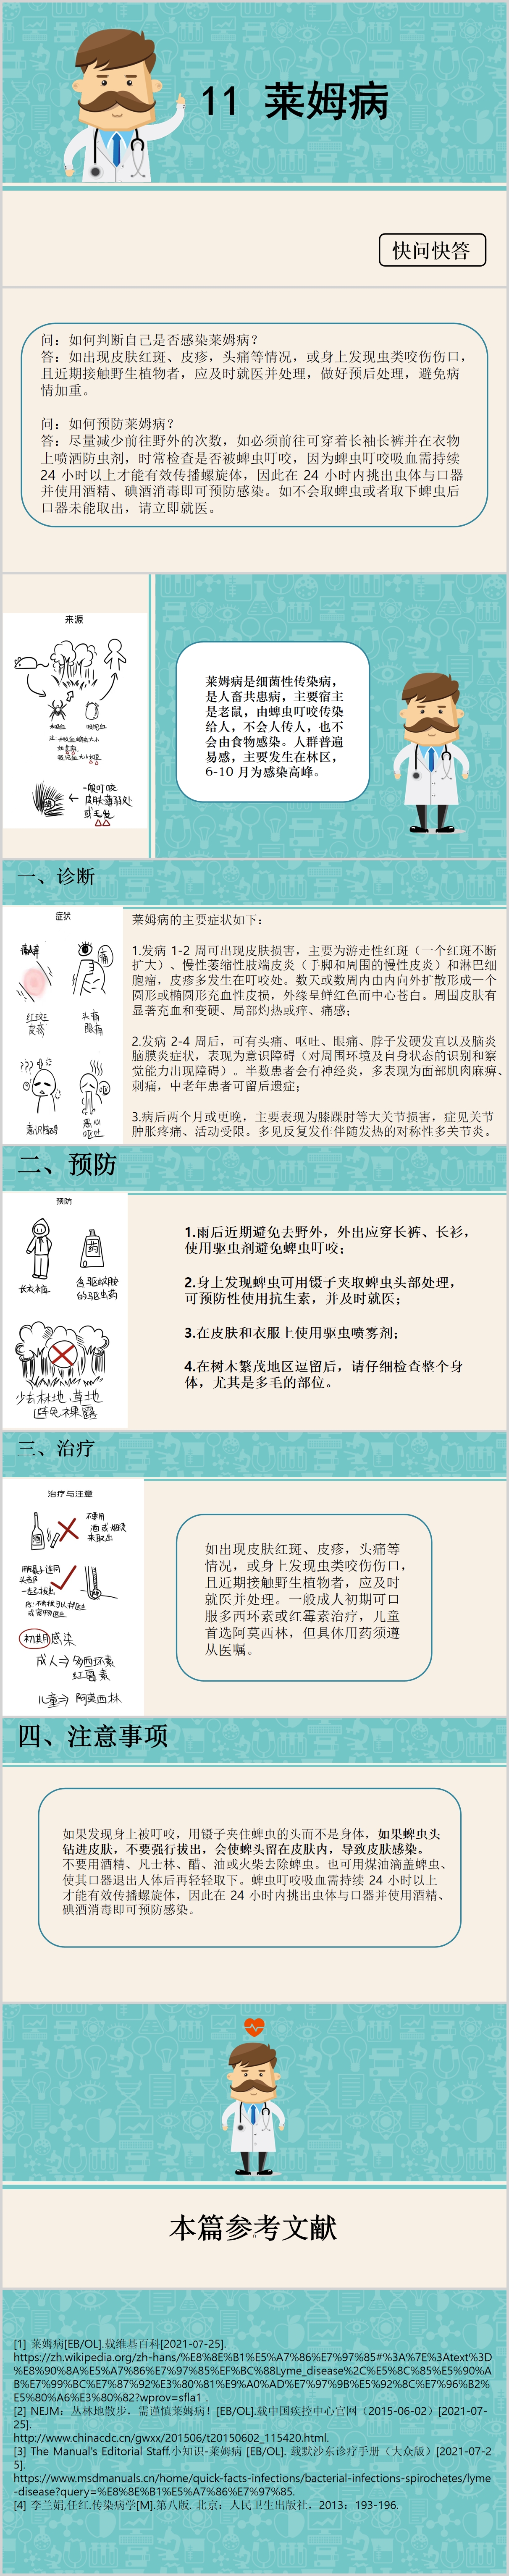 11 莱姆病
快问快答
问：如何判断自己是否感染莱姆病？
答：如出现皮肤红斑、皮疹，头痛等情况，或身上发现虫类咬伤伤口，
且近期接触野生植物者，应及时就医并处理，做好预后处理，避免病
情加重。
问：如何预防莱姆病？
答：尽量减少前往野外的次数，如必须前往可穿着长袖长裤并在衣物
上喷洒防虫剂，时常检查是否被蜱虫叮咬，因为蜱虫叮咬吸血需持续
24 小时以上才能有效传播螺旋体，因此在 24 小时内挑出虫体与口器
并使用酒精、碘酒消毒即可预防感染。如不会取蜱虫或者取下蜱虫后
口器未能取出，请立即就医。
来源
未吸血
吸饱血
注：未吸血蜱虫大小
如芝麻
一般叮咬
皮肤薄弱处
或毛发
莱姆病是细菌性传染病，
是人畜共患病，主要宿主
是老鼠，由蜱虫叮咬传染
给人，不会人传人，也不
会由食物感染。人群普遍
易感，主要发生在林区，
6-10 月为感染高峰。
一、诊断
症状
痛
红斑
皮疹
头痛
眼痛
???
呕
意识障碍
恶心
呕吐
莱姆病的主要症状如下：
1.发病 1-2 周可出现皮肤损害，主要为游走性红斑（一个红斑不断
扩大）、慢性萎缩性肢端皮炎（手脚和周围的慢性皮炎）和淋巴细
胞瘤，皮疹多发生在叮咬处。数天或数周内由内向外扩散形成一个
圆形或椭圆形充血性皮损，外缘呈鲜红色而中心苍白。周围皮肤有
显著充血和变硬、局部灼热或痒、痛感；
2.发病 2-4 周后，可有头痛、呕吐、眼痛、脖子发硬发直以及脑炎
脑膜炎症状，表现为意识障碍（对周围环境及自身状态的识别和察
觉能力出现障碍）。半数患者会有神经炎，多表现为面部肌肉麻痹、
刺痛，中老年患者可留后遗症；
3.病后两个月或更晚，主要表现为膝踝肘等大关节损害，症见关节
肿胀疼痛、活动受限。多见反复发作伴随发热的对称性多关节炎。
二、预防
预防
药
长衣长裤
含驱蚊胺
的驱虫药
少去林地、草地
避免裸露
1.雨后近期避免去野外，外出应穿长裤、长衫，
使用驱虫剂避免蜱虫叮咬；
2.身上发现蜱虫可用镊子夹取蜱虫头部处理，
可预防性使用抗生素，并及时就医；
3.在皮肤和衣服上使用驱虫喷雾剂；
4.在树木繁茂地区逗留后，请仔细检查整个身
体，尤其是多毛的部位。
三、治疗
治疗与注意
酒
不要用
酒或烟烫
来取出
用镊子连同
头部
一起拔出
初期感染
成人⇒多西环素
红霉素
儿童⇒阿莫西林
如出现皮肤红斑、皮疹，头痛等
情况，或身上发现虫类咬伤伤口，
且近期接触野生植物者，应及时
就医并处理。一般成人初期可口
服多西环素或红霉素治疗，儿童
首选阿莫西林，但具体用药须遵
从医嘱。
四、注意事项
如果发现身上被叮咬，用镊子夹住蜱虫的头而不是身体，如果蜱虫头
钻进皮肤，不要强行拔出，会使蜱头留在皮肤内，导致皮肤感染。
不要用酒精、凡士林、醋、油或火柴去除蜱虫。也可用煤油滴盖蜱虫、
使其口器退出人体后再轻轻取下。蜱虫叮咬吸血需持续 24 小时以上
才能有效传播螺旋体，因此在 24 小时内挑出虫体与口器并使用酒精、
碘酒消毒即可预防感染。
本篇参考文献
[1] 莱姆病[EB/OL].载维基百科[2021-07-25].
https://zh.wikipedia.org/zh-hans/%E8%8E%B1%E5%A7%86%E7%97%85#%3A%7E%3Atext%3D
%E8%90%8A%E5%A7%86%E7%97%85%EF%BC%88Lyme_disease%2C%E5%8C%85%E5%90%A
B%E7%99%BC%E7%87%92%E3%80%81%E9%A0%AD%E7%97%9B%E5%92%8C%E7%96%B2%
E5%80%A6%E3%80%82?wprov=sfla1 .
[2] NEJM：丛林地散步，需谨慎莱姆病！[EB/OL].载中国疾控中心官网（2015-06-02）[2021-07-
25].
http://www.chinacdc.cn/gwxx/201506/t20150602_115420.html.
[3] The Manual's Editorial Staff.小知识-莱姆病 [EB/OL]. 载默沙东诊疗手册（大众版）[2021-07-2
5].
https://www.msdmanuals.cn/home/quick-facts-infections/bacterial-infections-spirochetes/lyme
-disease?query=%E8%8E%B1%E5%A7%86%E7%97%85.
[4] 李兰娟,任红.传染病学[M].第八版. 北京：人民卫生出版社，2013：193-196.